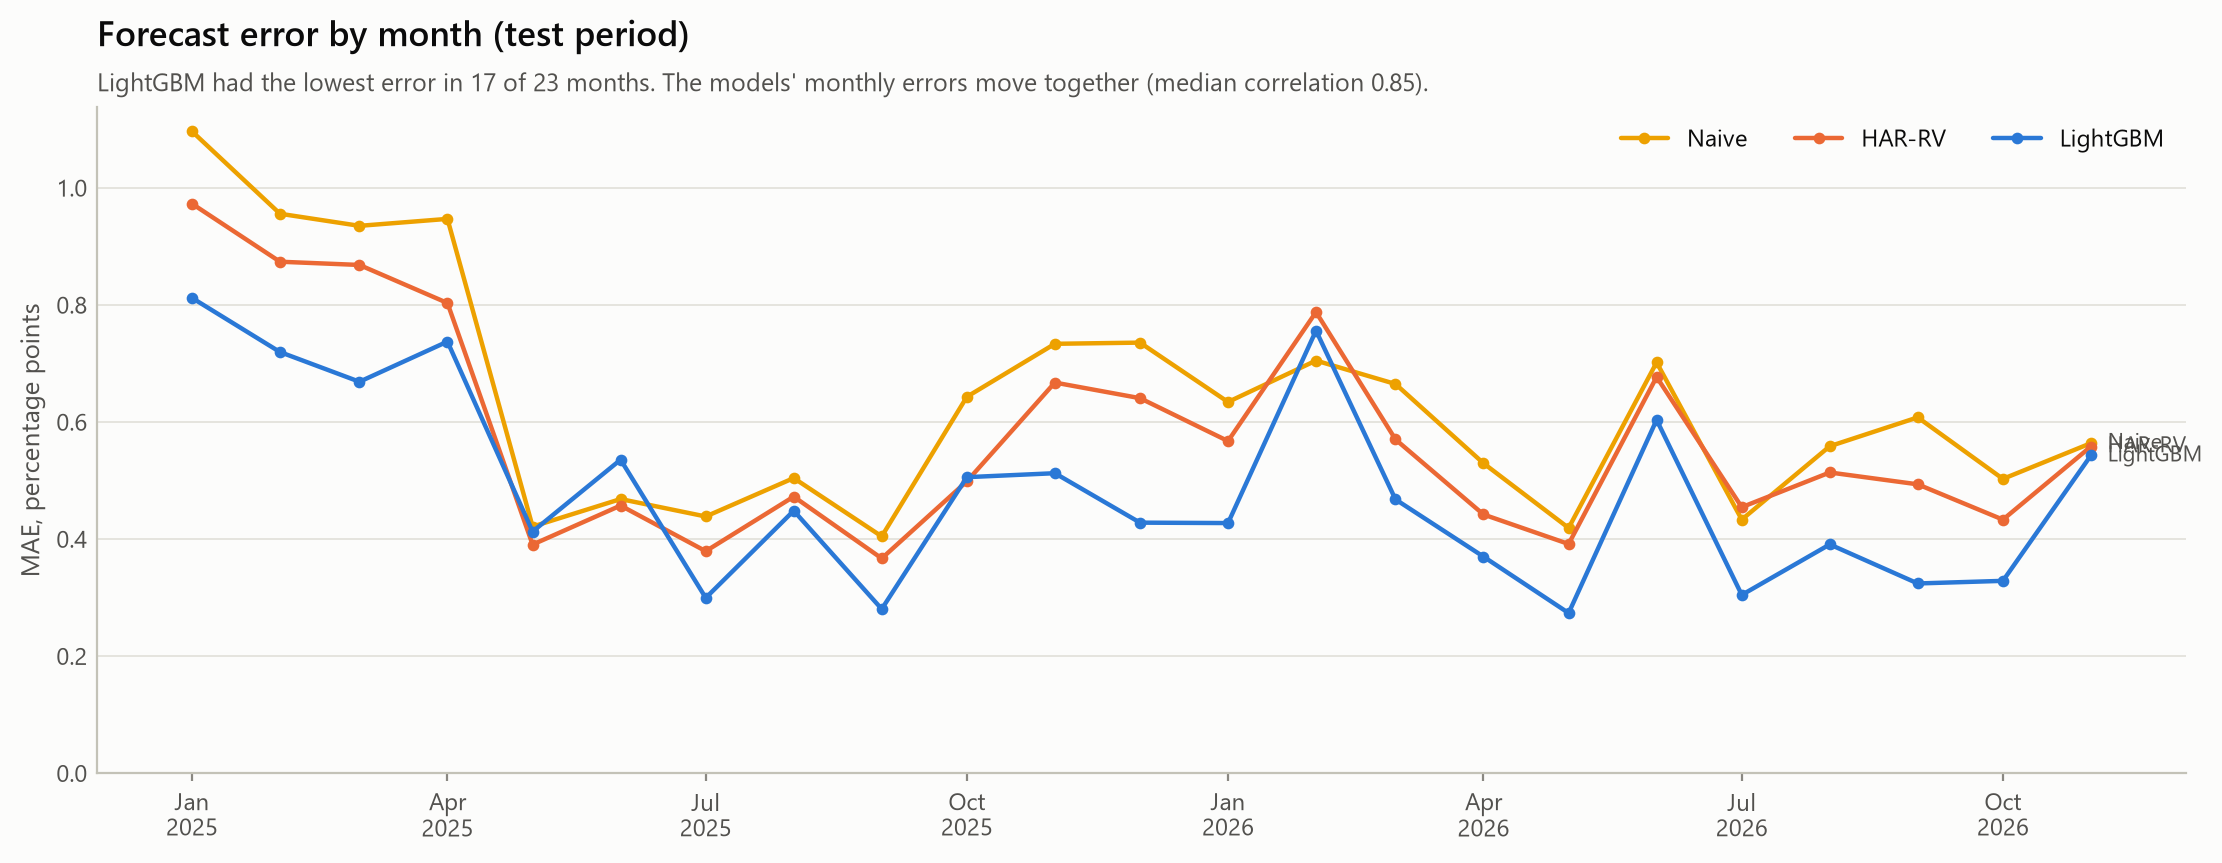 Forecast error by month (test period)
LightGBM had the lowest error in 17 of 23 months. The models' monthly errors move together (median correlation 0.85).
Naive
HAR-RV
LightGBM
MAE, percentage points
1.0
0.8
0.6
0.4
0.2
0.0
Naive
HAR-RV
LightGBM
Jan
2025
Apr
2025
Jul
2025
Oct
2025
Jan
2026
Apr
2026
Jul
2026
Oct
2026